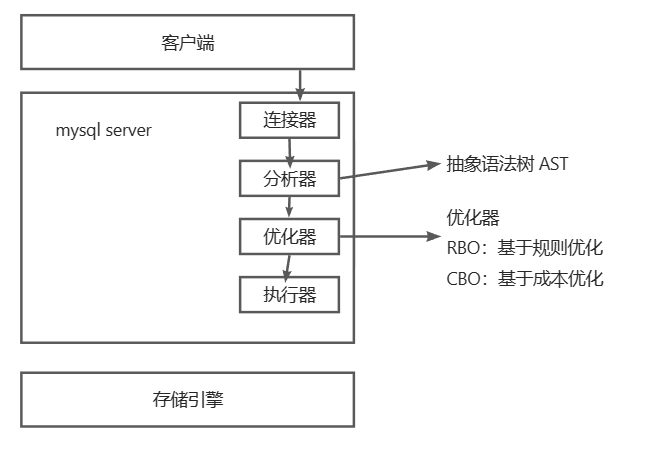 客户端
mysql server
连接器
分析器
抽象语法树 AST
优化器
优化器
RBO：基于规则优化
CBO：基于成本优化
执行器
存储引擎